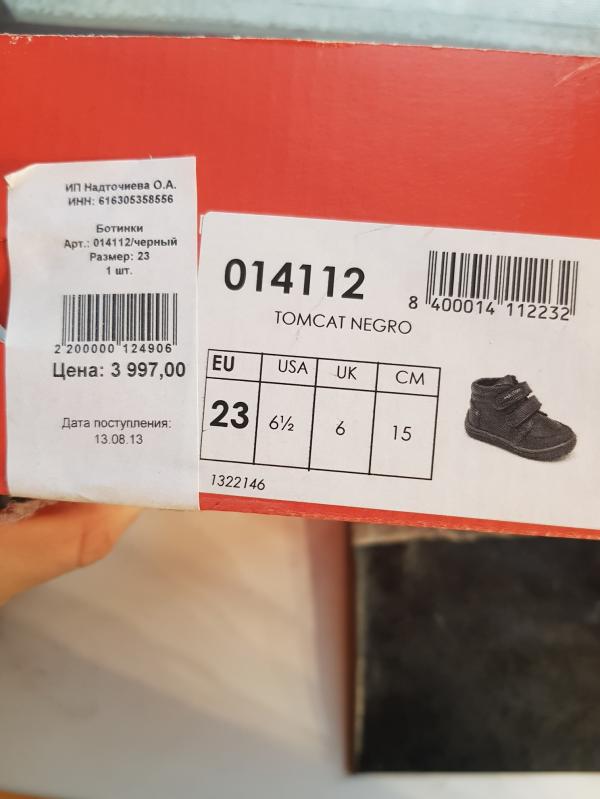 ИП Надточиева О.А.
ИНН: 616305358556
Ботинки
Арт.: 014112/черный
Размер: 23
1 шт.
2 200000 124906
Цена: 3 997,00
Дата поступления:
13.08.13
014112
TOMCAT NEGRO
8 400014 112232
EU USA UK CM
23 6½ 6 15
1322146